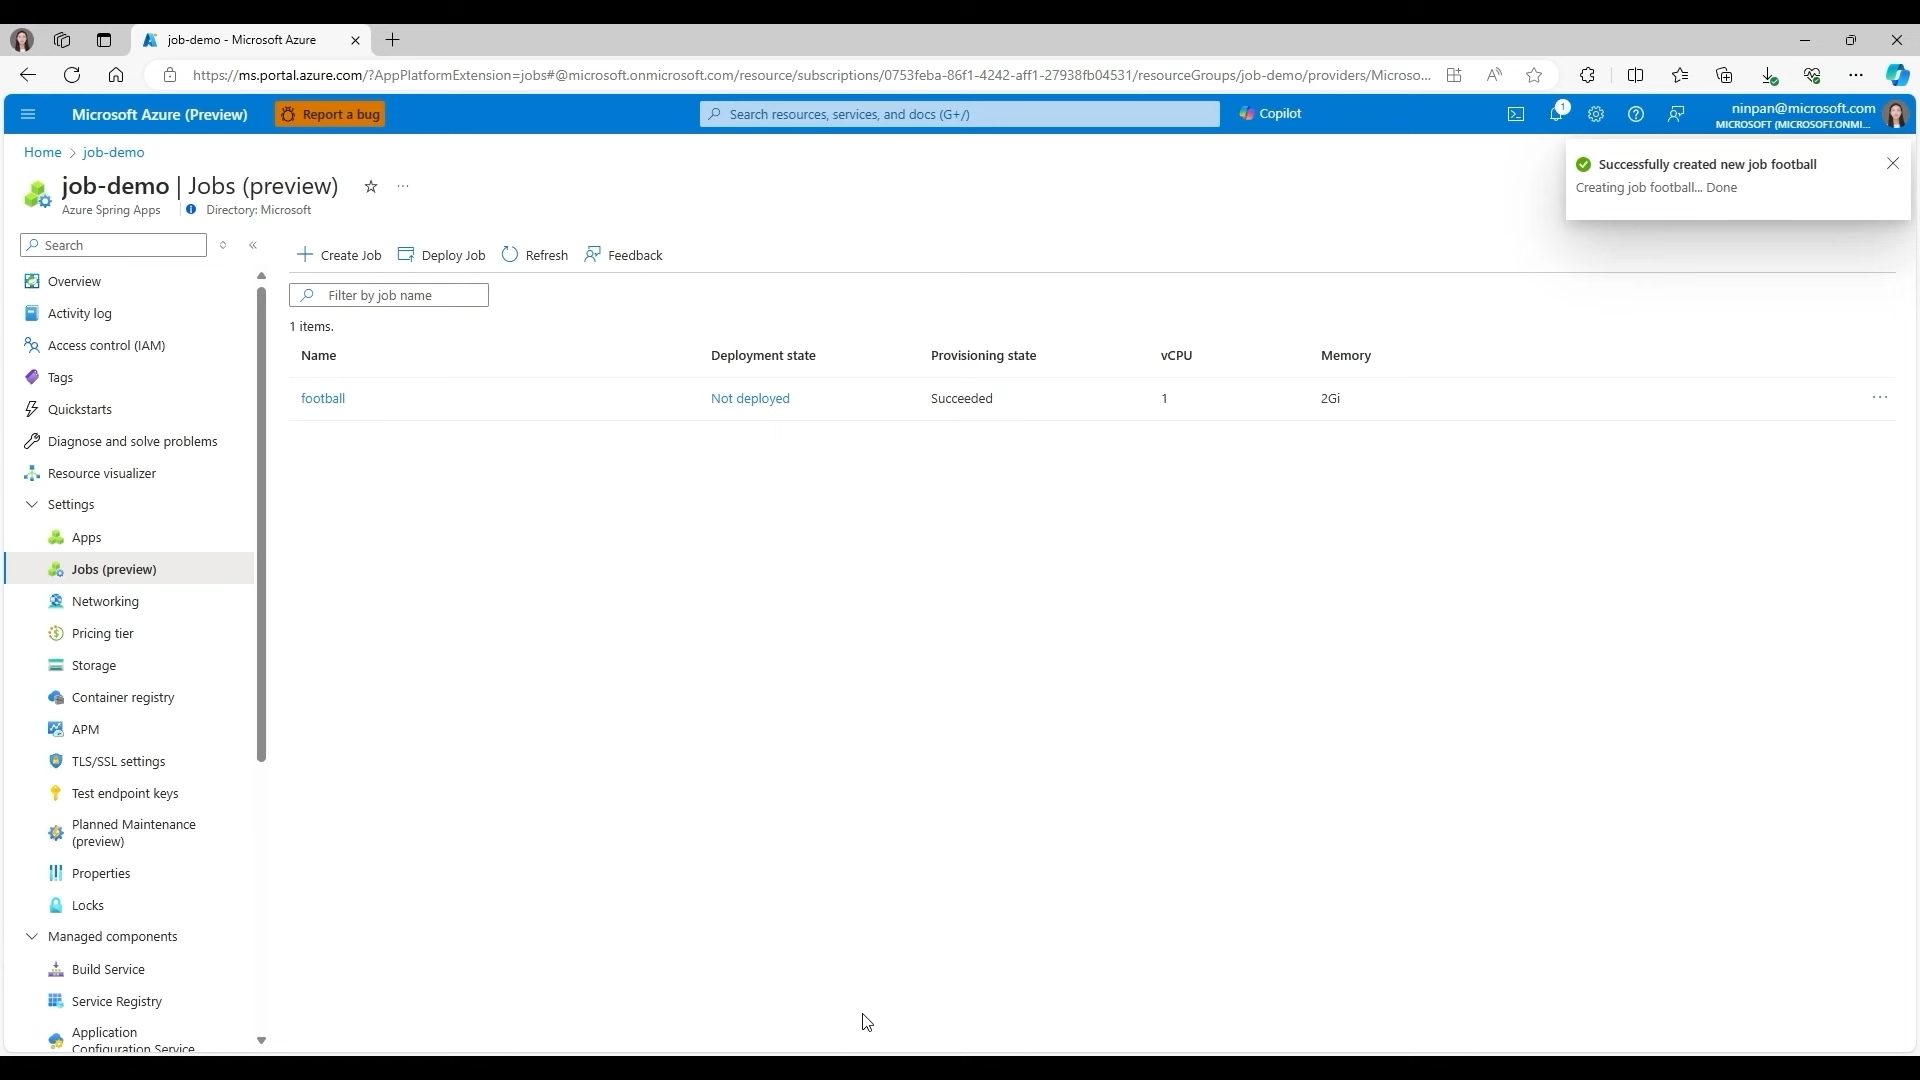 job-demo - Microsoft Azure
https://ms.portal.azure.com/?AppPlatformExtension=jobs#@microsoft.onmicrosoft.com/resource/subscriptions/0753feba-86f1-4242-aff1-27938fb04531/resourceGroups/job-demo/providers/Microso...
Microsoft Azure (Preview)
Report a bug
Search resources, services, and docs (G+/)
Copilot
1
ninpan@microsoft.com
MICROSOFT (MICROSOFT.ONMI...
Home > job-demo
Successfully created new job football
Creating job football... Done
job-demo | Jobs (preview)
Azure Spring Apps
Directory: Microsoft
Search
Create Job
Deploy Job
Refresh
Feedback
Filter by job name
1 items.
Name Deployment state Provisioning state vCPU Memory
football Not deployed Succeeded 1 2Gi
Overview
Activity log
Access control (IAM)
Tags
Quickstarts
Diagnose and solve problems
Resource visualizer
Settings
Apps
Jobs (preview)
Networking
Pricing tier
Storage
Container registry
APM
TLS/SSL settings
Test endpoint keys
Planned Maintenance
(preview)
Properties
Locks
Managed components
Build Service
Service Registry
Application
Configuration Service